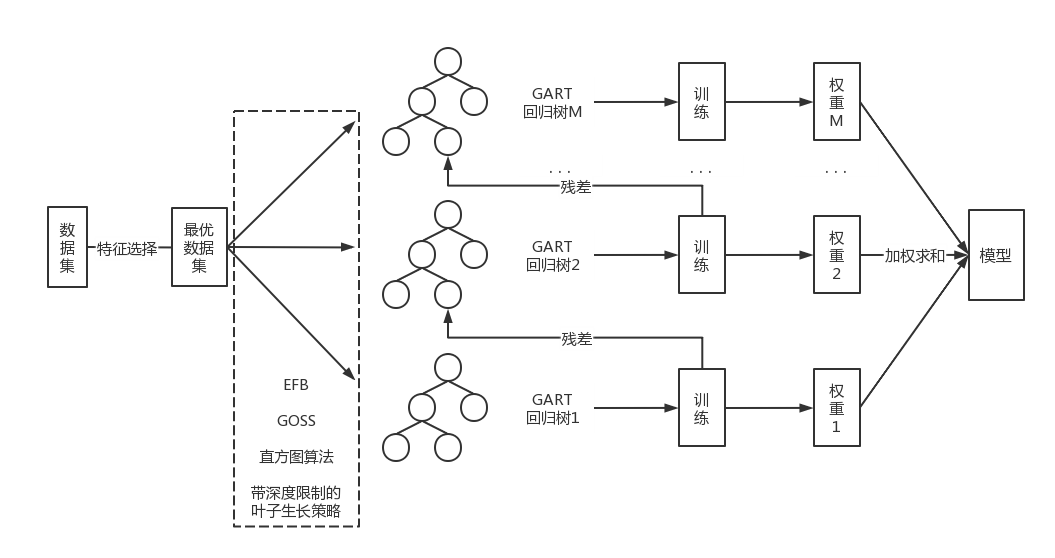 数
据
集
特征选择
最优
数据
集
EFB
GOSS
直方图算法
带深度限制的
叶子生长策略
GART
回归树M
训
练
权
重
M
...
...
...
残差
GART
回归树2
训
练
权
重
2
加权求和
模型
残差
GART
回归树1
训
练
权
重
1